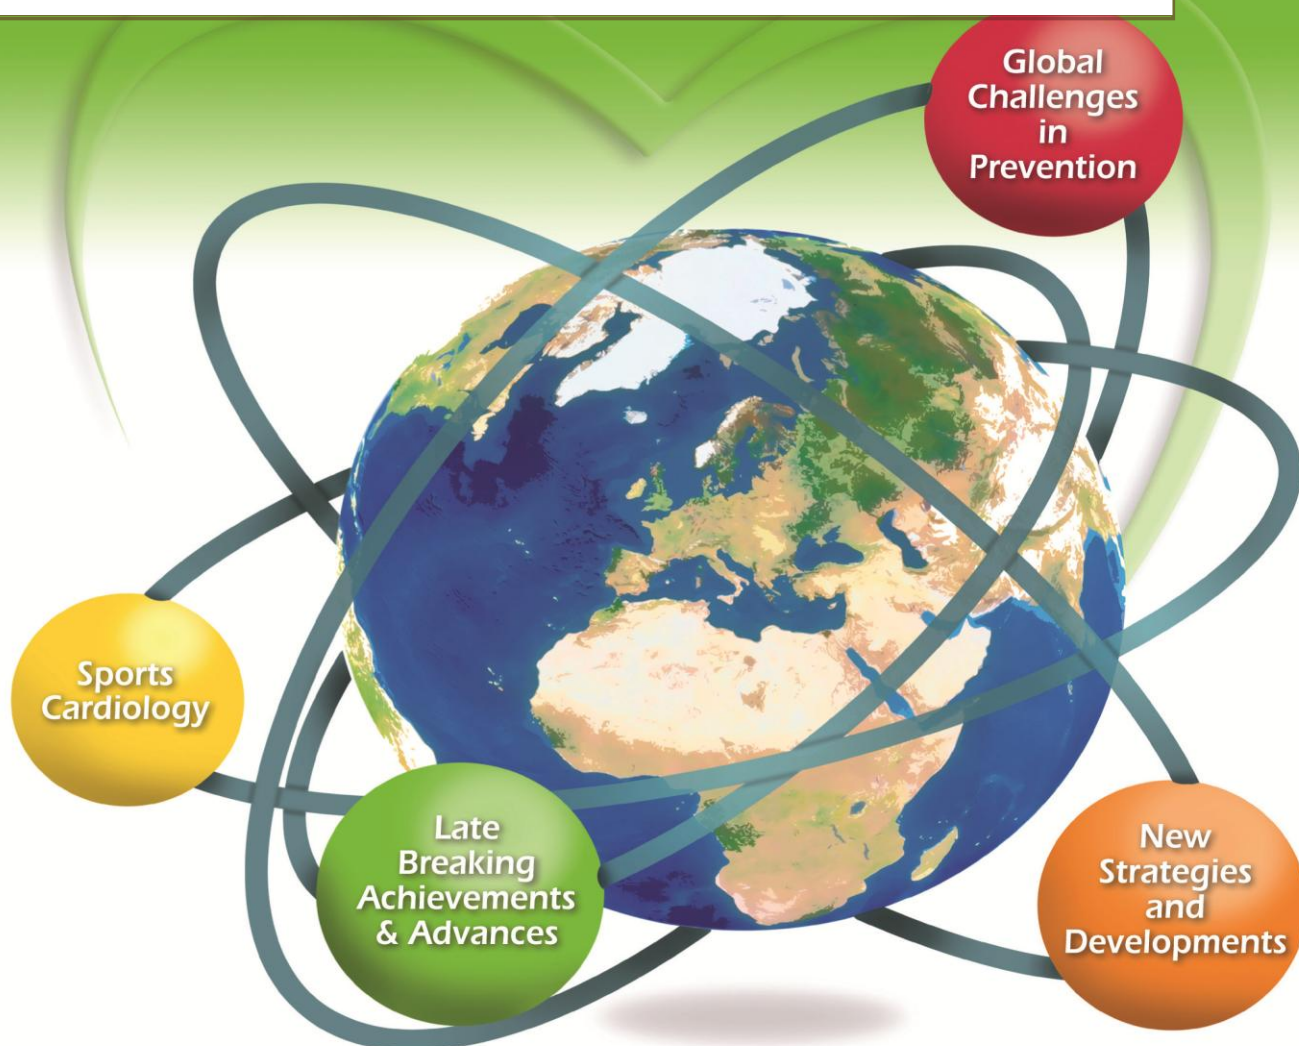 Global
Challenges
in
Prevention
Sports
Cardiology
Late
Breaking
Achievements
& Advances
New
Strategies
and
Developments